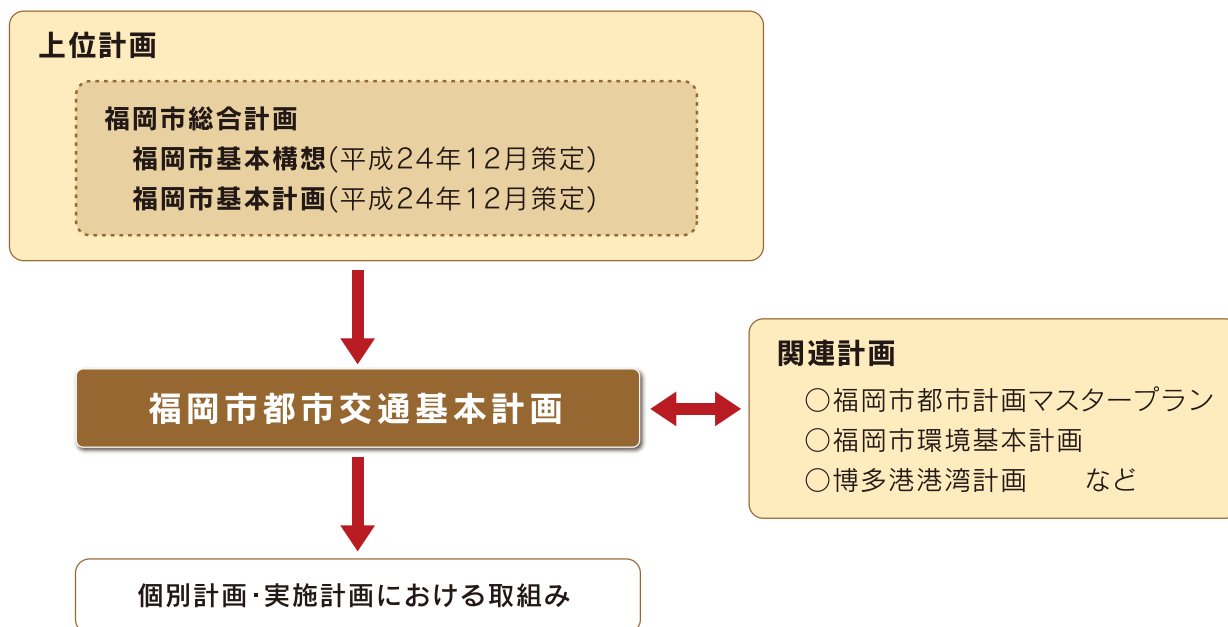 上位計画
福岡市総合計画
福岡市基本構想(平成24年12月策定)
福岡市基本計画(平成24年12月策定)
福岡市都市交通基本計画
関連計画
○福岡市都市計画マスタープラン
○福岡市環境基本計画
○博多港港湾計画　　など
個別計画・実施計画における取組み